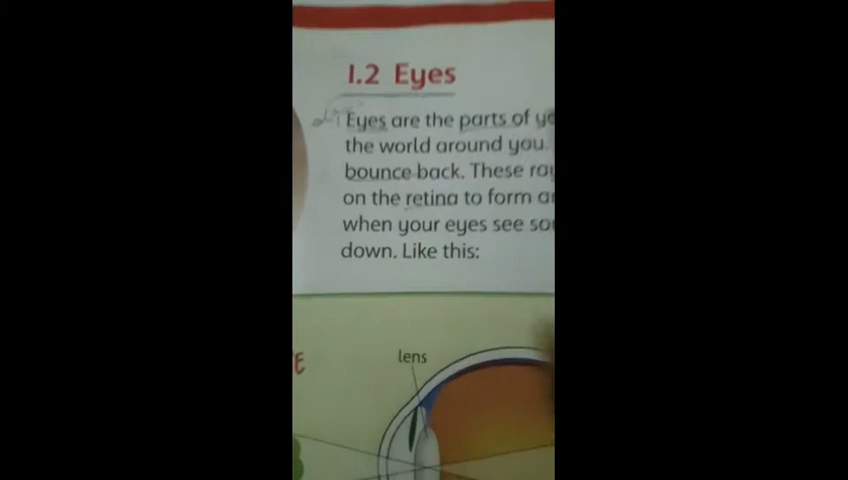 1.2 Eyes
Eyes are the parts of
the world around you.
bounce back. These
on the retina to form
when your eyes see
down. Like this:
lens